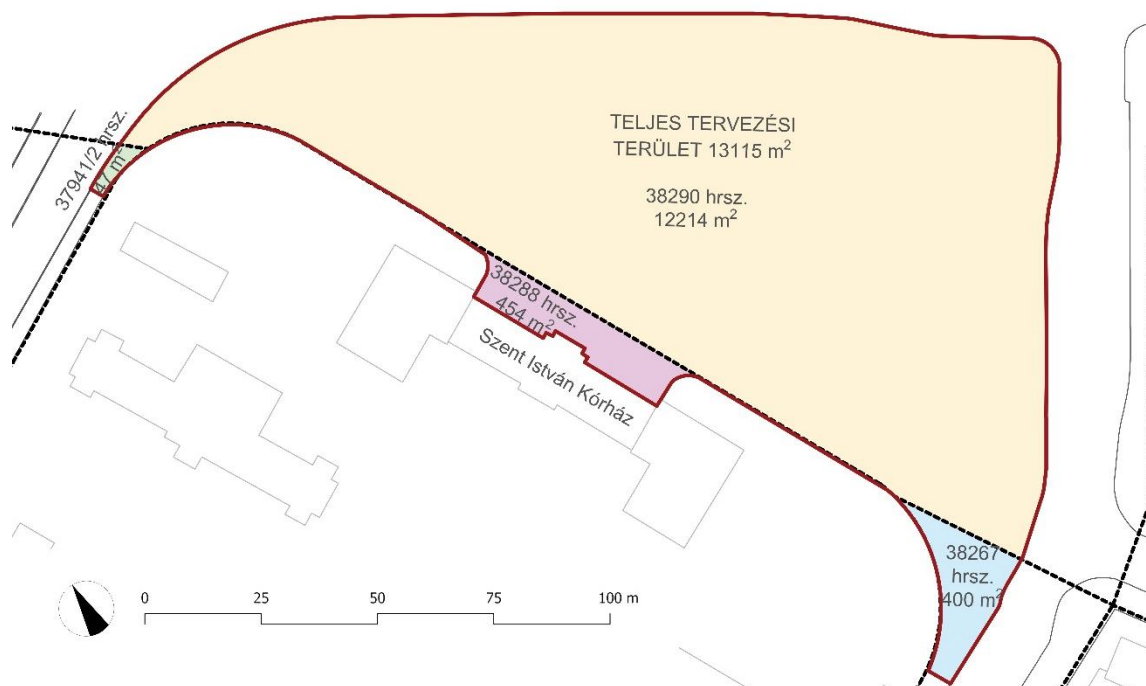 TELJES TERVEZÉSI
TERÜLET 13115 m²
38290 hrsz.
12214 m²
37941/2 hrsz.
47 m²
38288 hrsz.
454 m²
Szent István Kórház
38267
hrsz.
400 m²
0 25 50 75 100 m